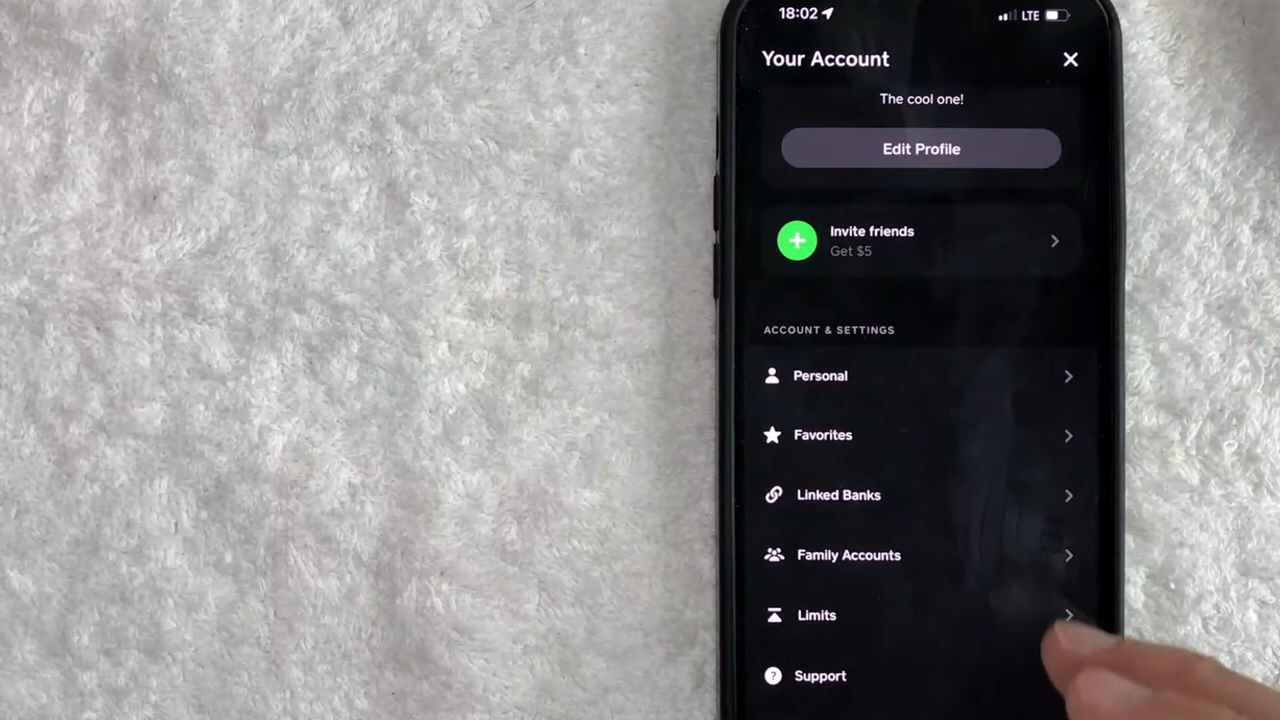 18:02
LTE
Your Account
The cool one!
Edit Profile
Invite friends
Get $5
ACCOUNT & SETTINGS
Personal
Favorites
Linked Banks
Family Accounts
Limits
Support